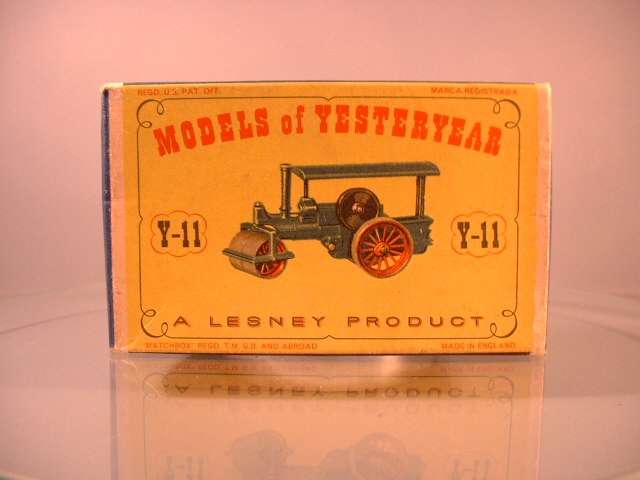 REGD. U.S. PAT. OFF. MARCA REGISTRADA
MODELS of YESTERYEAR
Y-11 Y-11
A LESNEY PRODUCT
"MATCHBOX" REGD. T.M. G.B. AND ABROAD MADE IN ENGLAND